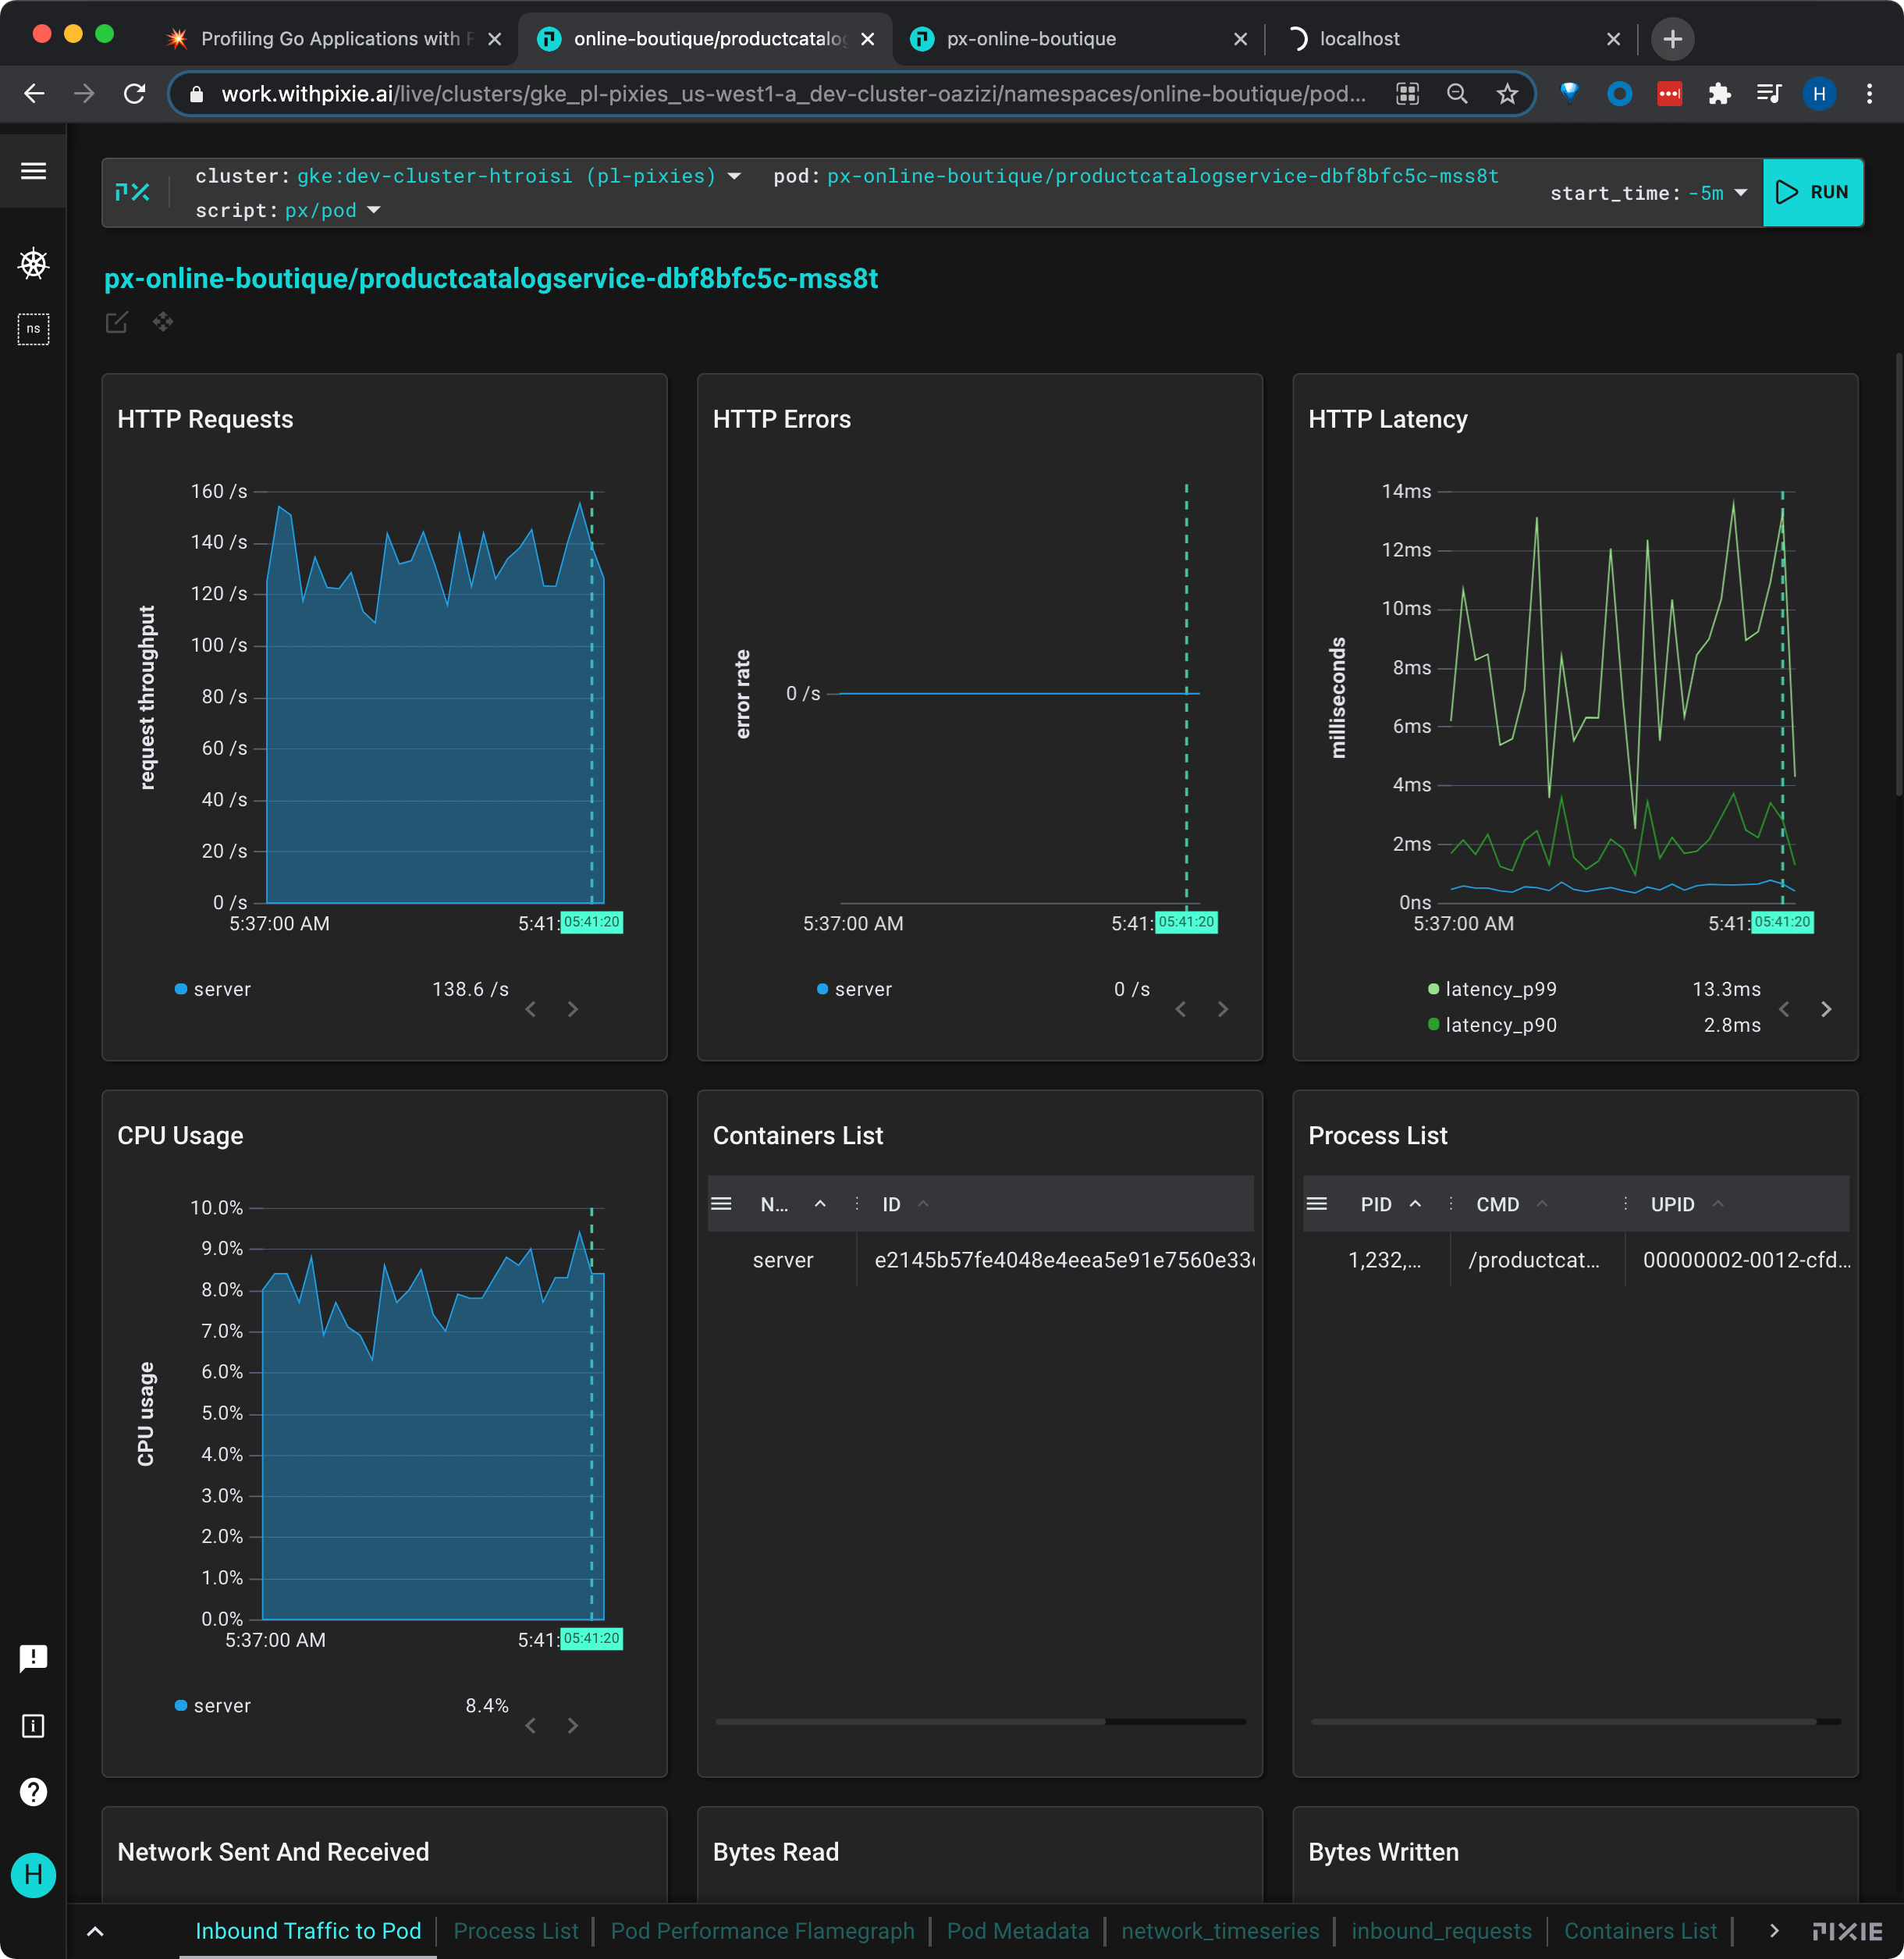 Profiling Go Applications with
online-boutique/productcatalo
px-online-boutique
localhost
work.withpixie.ai/live/clusters/gke_pl-pixies_us-west1-a_dev-cluster-oazizi/namespaces/online-boutique/pod...
H
cluster: gke:dev-cluster-htroisi (pl-pixies)
pod: px-online-boutique/productcatalogservice-dbf8bfc5c-mss8t
script: px/pod
start_time: -5m
RUN
px-online-boutique/productcatalogservice-dbf8bfc5c-mss8t
ns
HTTP Requests
160 /s
140 /s
120 /s
100 /s
80 /s
60 /s
40 /s
20 /s
0 /s
request throughput
5:37:00 AM
5:41:
05:41:20
server
138.6 /s
HTTP Errors
0 /s
error rate
5:37:00 AM
5:41:
05:41:20
server
0 /s
HTTP Latency
14ms
12ms
10ms
8ms
6ms
4ms
2ms
0ns
milliseconds
5:37:00 AM
5:41:
05:41:20
latency_p99
13.3ms
latency_p90
2.8ms
CPU Usage
10.0%
9.0%
8.0%
7.0%
6.0%
5.0%
4.0%
3.0%
2.0%
1.0%
0.0%
CPU usage
5:37:00 AM
5:41:
05:41:20
server
8.4%
Containers List
N... ID
server e2145b57fe4048e4eea5e91e7560e33
Process List
PID CMD UPID
1,232,... /productcat... 00000002-0012-cfd...
Network Sent And Received
Bytes Read
Bytes Written
H
Inbound Traffic to Pod
Process List
Pod Performance Flamegraph
Pod Metadata
network_timeseries
inbound_requests
Containers List
PIXIE